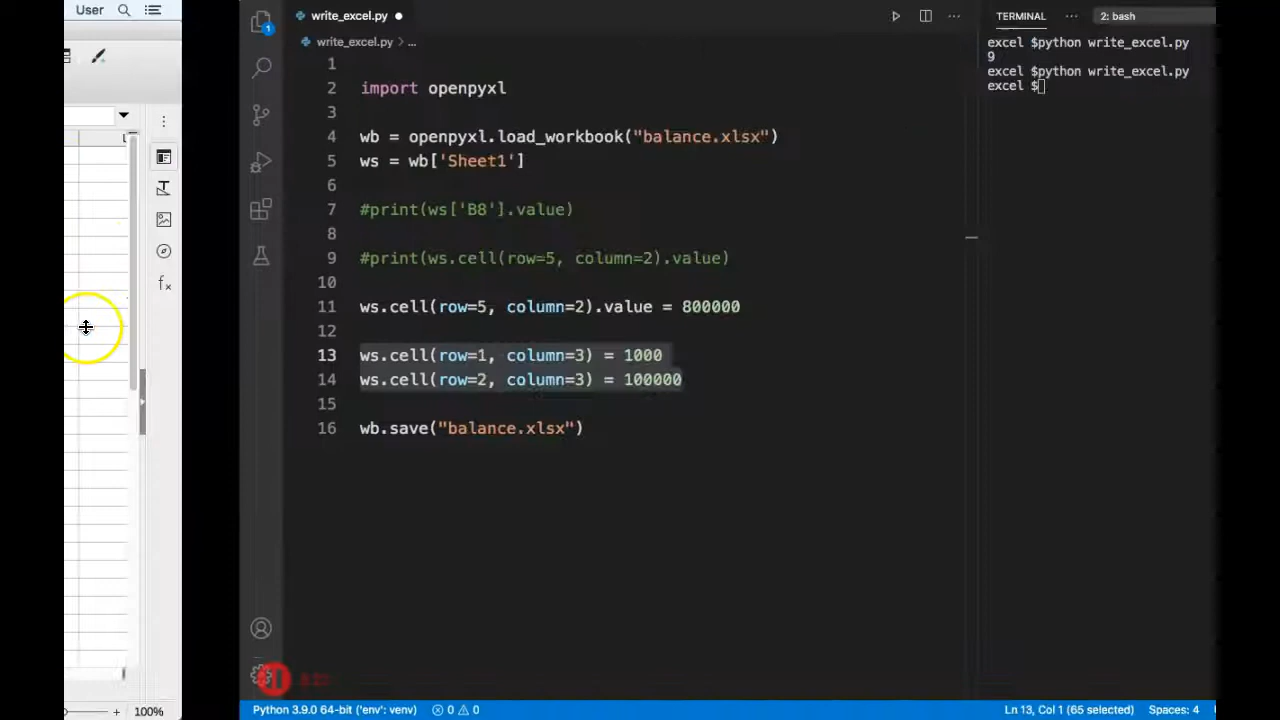 User
100%
write_excel.py
write_excel.py > ...
1
2 import openpyxl
3
4 wb = openpyxl.load_workbook("balance.xlsx")
5 ws = wb['Sheet1']
6
7 #print(ws['B8'].value)
8
9 #print(ws.cell(row=5, column=2).value)
10
11 ws.cell(row=5, column=2).value = 800000
12
13 ws.cell(row=1, column=3) = 1000
14 ws.cell(row=2, column=3) = 100000
15
16 wb.save("balance.xlsx")
1
TERMINAL ... 2: bash
excel $python write_excel.py
9
excel $python write_excel.py
excel $
Python 3.9.0 64-bit ('env': venv) 0 0 Ln 13, Col 1 (65 selected) Spaces: 4